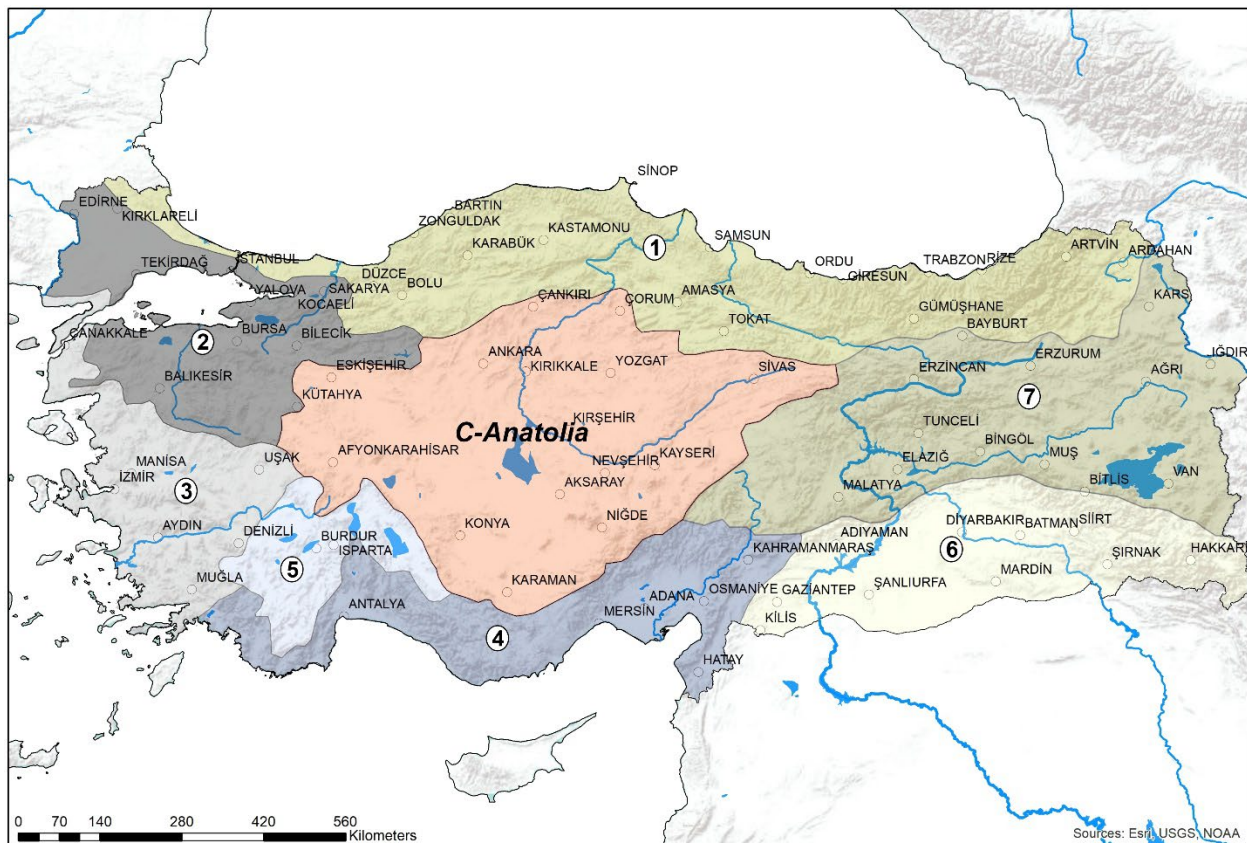 SİNOP
EDİRNE
KIRKLARELİ
BARTIN
ZONGULDAK
KASTAMONU
KARABÜK
1
SAMSUN
ARTVİN
ARDAHAN
TEKİRDAĞ
İSTANBUL
ORDU
TRABZON
RİZE
GİRESUN
DÜZCE
BOLU
YALOVA
SAKARYA
KOCAELİ
ÇANKIRI
ÇORUM
AMASYA
GÜMÜŞHANE
KARS
ÇANAKKALE
2
BURSA
BİLECİK
TOKAT
BAYBURT
ESKİŞEHİR
ANKARA
KIRIKKALE
YOZGAT
SİVAS
ERZURUM
IĞDIR
BALIKESİR
KÜTAHYA
ERZİNCAN
AĞRI
7
KIRŞEHİR
C-Anatolia
TUNCELİ
BİNGÖL
AFYONKARAHİSAR
UŞAK
MANİSA
İZMİR
NEVŞEHİR
KAYSERİ
ELAZIĞ
MUŞ
BİTLİS
VAN
3
AKSARAY
MALATYA
AYDIN
DENİZLİ
KONYA
NİĞDE
ADIYAMAN
DİYARBAKIR
BATMAN
SİİRT
BURDUR
ISPARTA
KAHRAMANMARAŞ
6
ŞIRNAK
HAKKARİ
5
MUĞLA
KARAMAN
OSMANİYE
GAZİANTEP
ŞANLIURFA
MARDİN
ANTALYA
MERSİN
ADANA
KİLİS
4
HATAY
0 70 140 280 420 560
Kilometers
Sources: Esri, USGS, NOAA